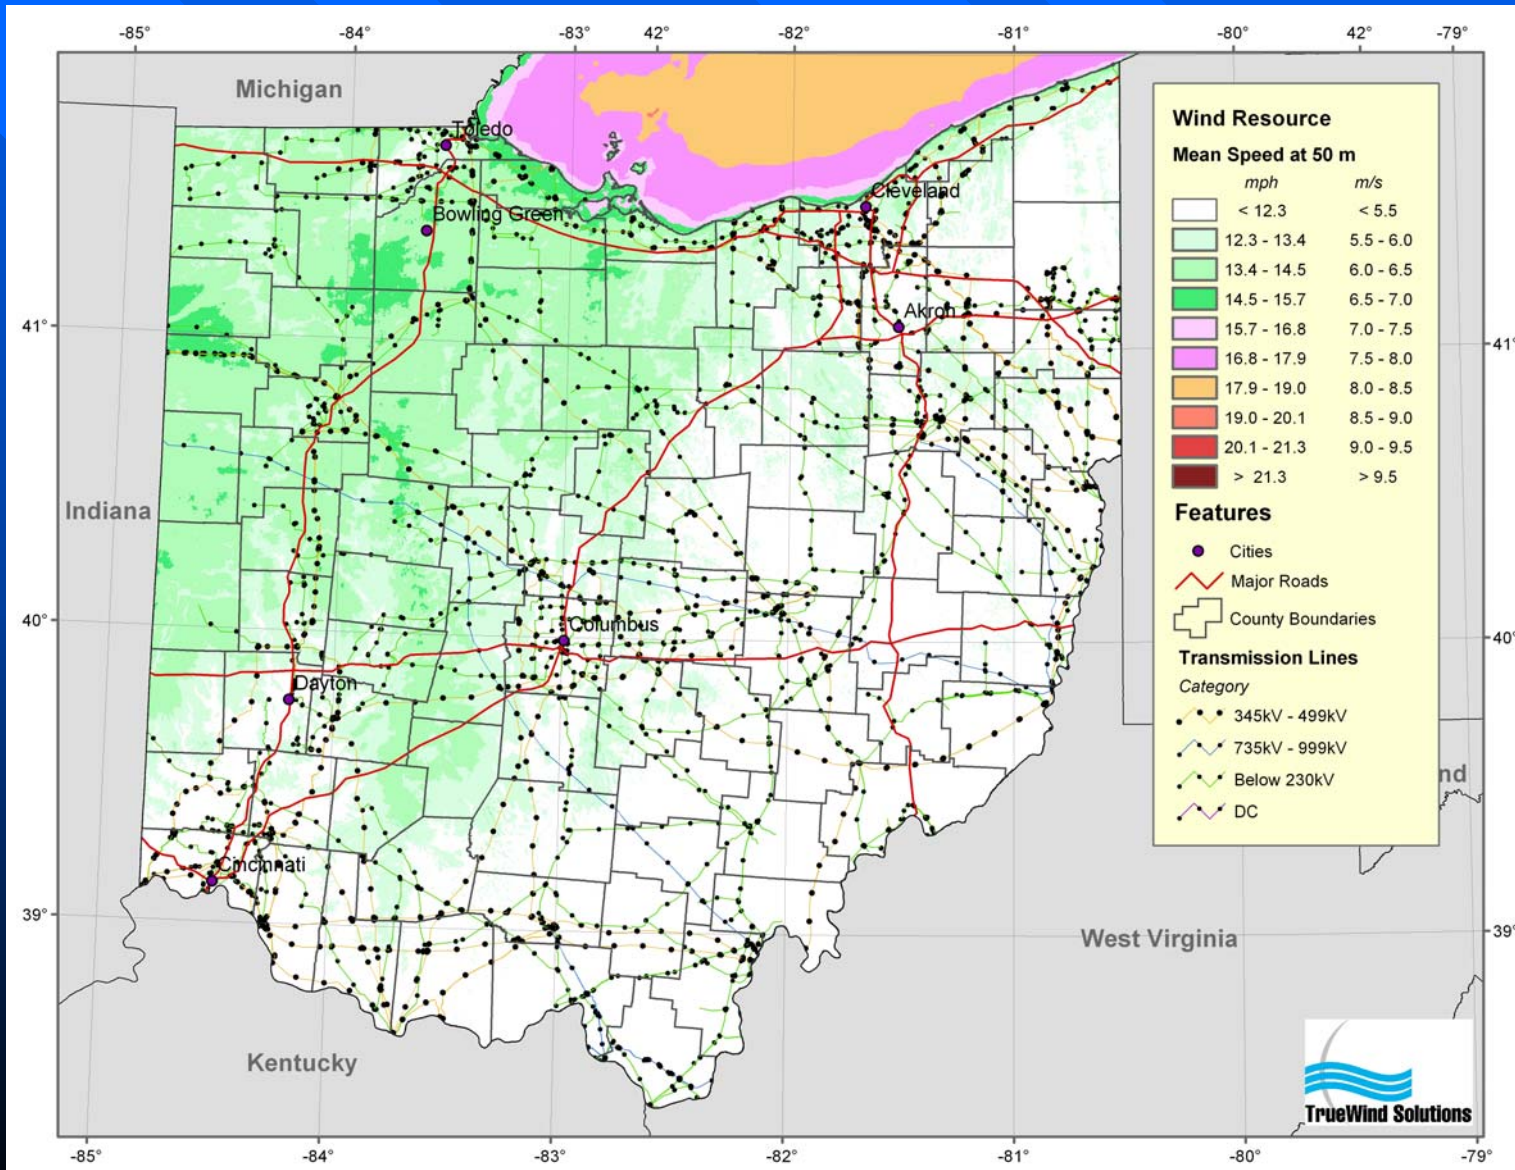 -85° -84° -83° 42° -82° -81° -80° 42° -79°
Michigan
Toledo
Cleveland
Bowling Green
Akron
41°
41°
Indiana
Columbus
40°
40°
Dayton
Cincinnati
39°
39°
West Virginia
Kentucky
nd
Wind Resource
Mean Speed at 50 m
mph m/s
< 12.3 < 5.5
12.3 - 13.4 5.5 - 6.0
13.4 - 14.5 6.0 - 6.5
14.5 - 15.7 6.5 - 7.0
15.7 - 16.8 7.0 - 7.5
16.8 - 17.9 7.5 - 8.0
17.9 - 19.0 8.0 - 8.5
19.0 - 20.1 8.5 - 9.0
20.1 - 21.3 9.0 - 9.5
> 21.3 > 9.5
Features
Cities
Major Roads
County Boundaries
Transmission Lines
Category
345kV - 499kV
735kV - 999kV
Below 230kV
DC
TrueWind Solutions
-85° -84° -83° -82° -81° -80° -79°